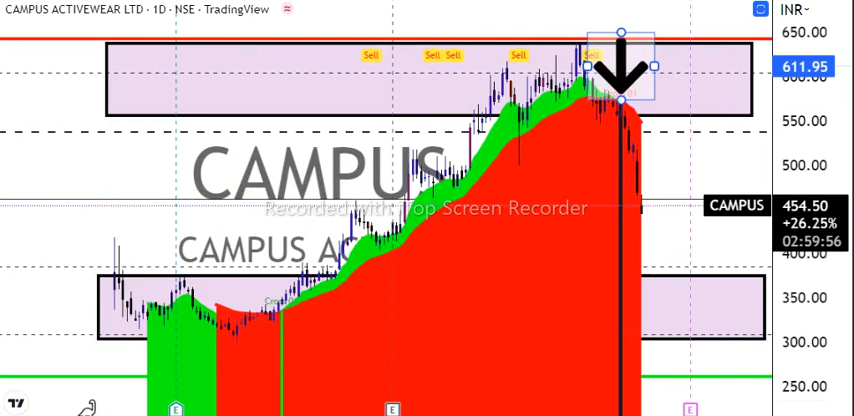 CAMPUS ACTIVEWEAR LTD · 1D · NSE · TradingView
INR
650.00
611.95
600.00
Sell
Sell Sell
Sell
Sell
01
550.00
CAMPUS
500.00
Recorded with iTop Screen Recorder
CAMPUS 454.50
+26.25%
02:59:56
CAMPUS AC
400.00
350.00
300.00
250.00
E
E
E